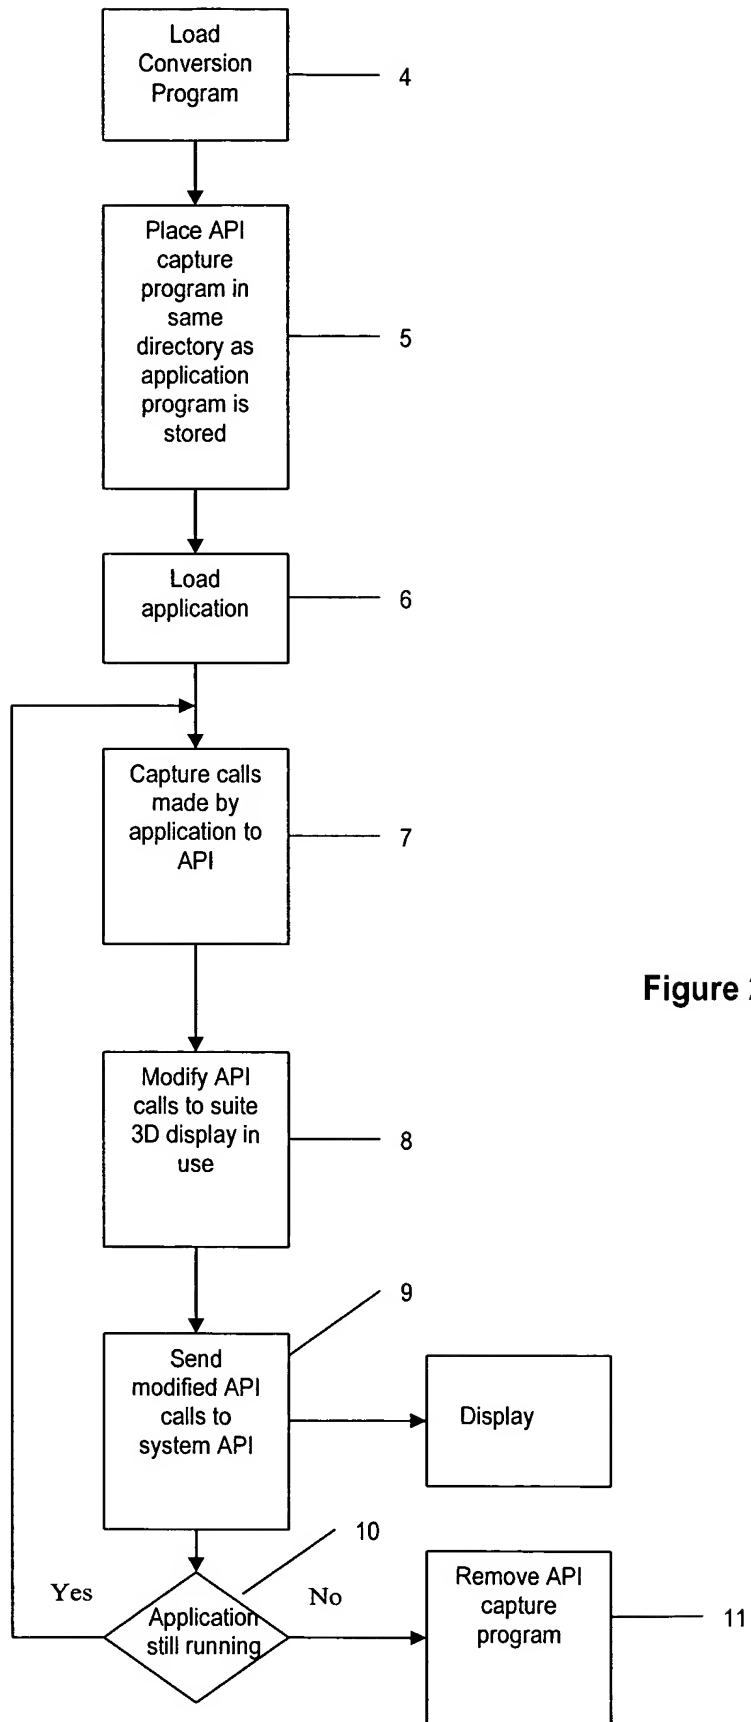 Load
Conversion
Program
4
Place API
capture
program in
same
directory as
application
program is
stored
5
Load
application
6
Capture calls
made by
application to
API
7
Figure
Modify API
calls to suite
3D display in
use
8
9
Send
modified API
calls to
system API
Display
10
Yes
Application
still running
No
Remove API
capture
program
11